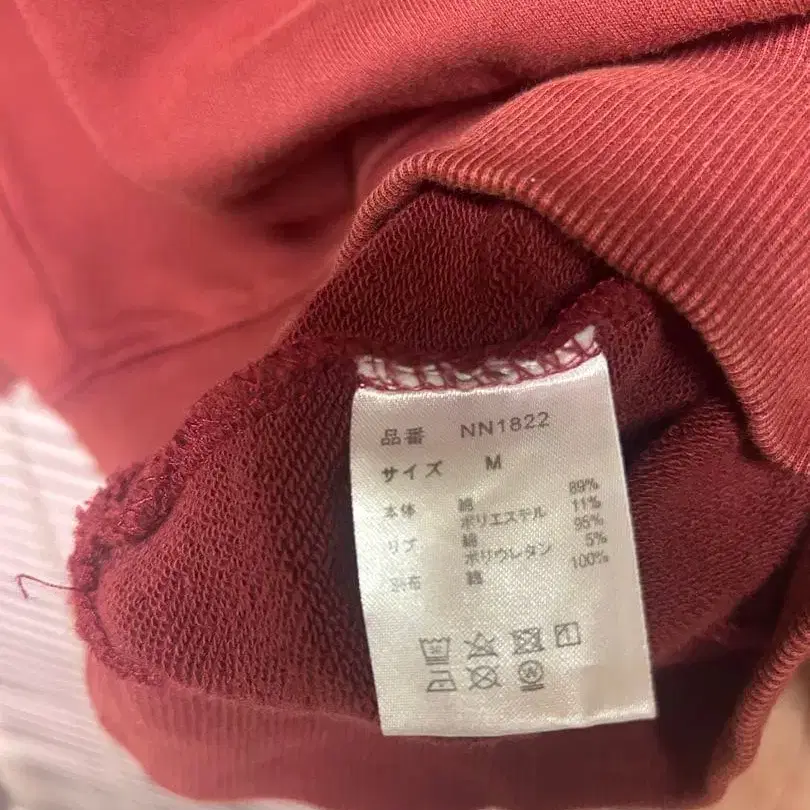 品番 NN1822
サイズ M
本体 綿 89%
ポリエステル 11%
リブ 綿 95%
ポリウレタン 5%
別布 綿 100%